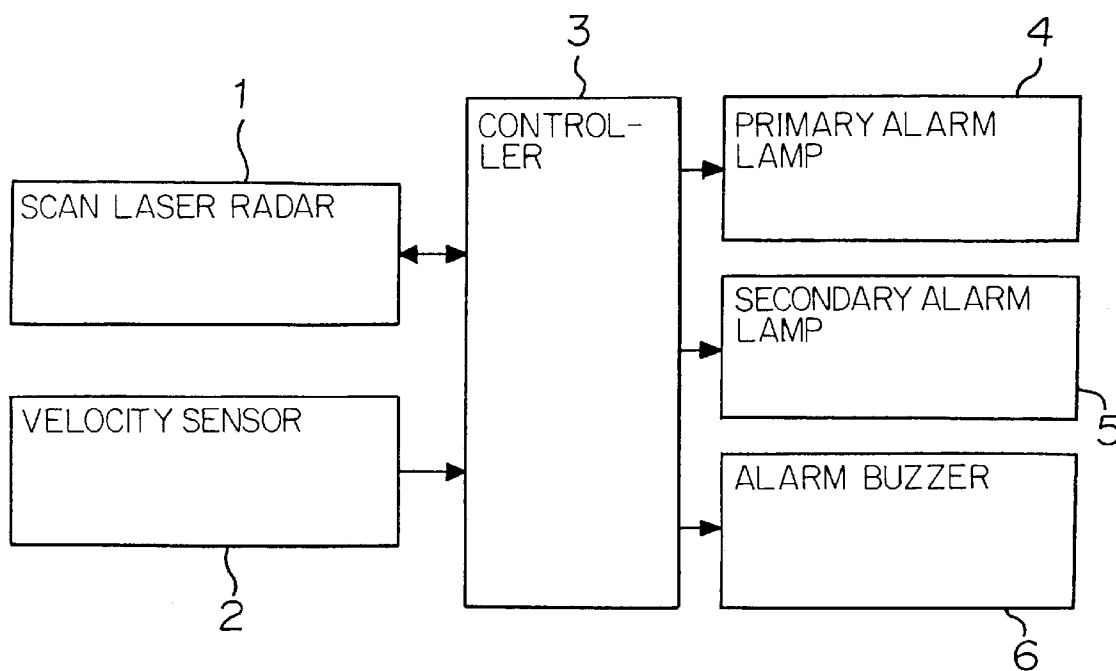 3
CONTROL-
LER
1
SCAN LASER RADAR
VELOCITY SENSOR
2
4
PRIMARY ALARM
LAMP
SECONDARY ALARM
LAMP
5
ALARM BUZZER
6